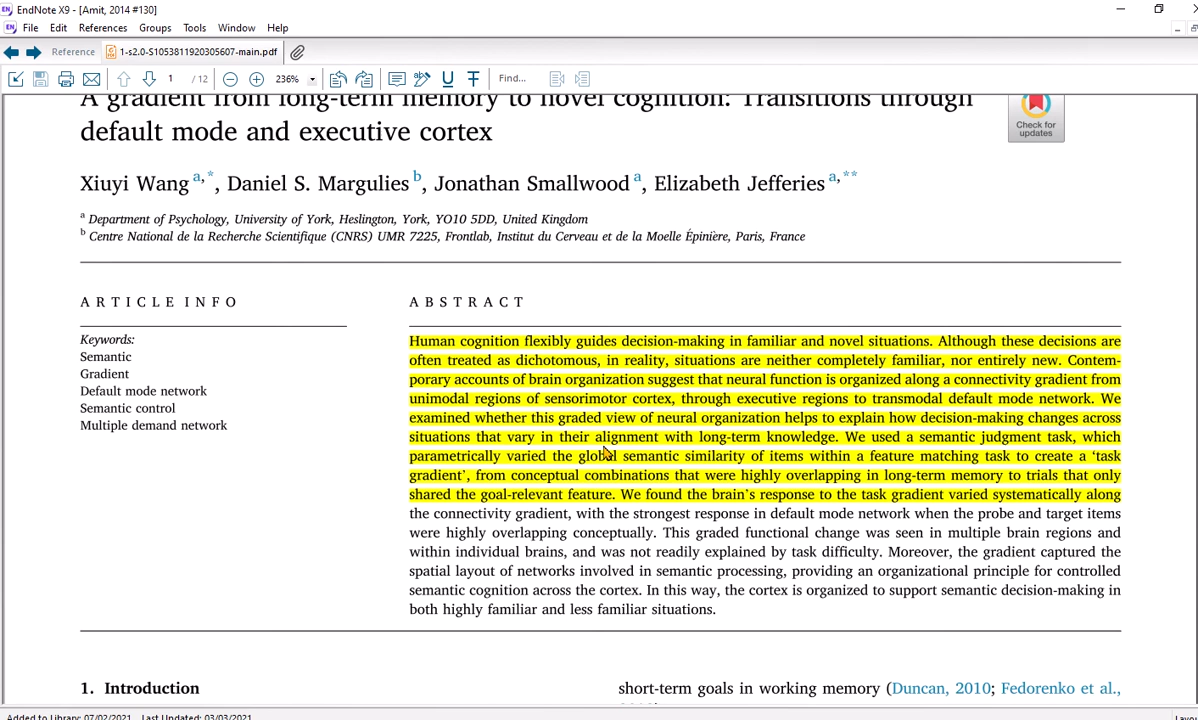 EndNote X9 - [Amit, 2014 #130]
File Edit References Groups Tools Window Help
Reference 1-s2.0-S1053811920305607-main.pdf
1 / 12 236% Find...
A gradient from long-term memory to novel cognition: Transitions through
default mode and executive cortex
Check for
updates
Xiuyi Wang a,*, Daniel S. Margulies b, Jonathan Smallwood a, Elizabeth Jefferies a,**
a Department of Psychology, University of York, Heslington, York, YO10 5DD, United Kingdom
b Centre National de la Recherche Scientifique (CNRS) UMR 7225, Frontlab, Institut du Cerveau et de la Moelle Épinière, Paris, France
ARTICLE INFO
Keywords:
Semantic
Gradient
Default mode network
Semantic control
Multiple demand network
ABSTRACT
Human cognition flexibly guides decision-making in familiar and novel situations. Although these decisions are
often treated as dichotomous, in reality, situations are neither completely familiar, nor entirely new. Contem-
porary accounts of brain organization suggest that neural function is organized along a connectivity gradient from
unimodal regions of sensorimotor cortex, through executive regions to transmodal default mode network. We
examined whether this graded view of neural organization helps to explain how decision-making changes across
situations that vary in their alignment with long-term knowledge. We used a semantic judgment task, which
parametrically varied the global semantic similarity of items within a feature matching task to create a ‘task
gradient’, from conceptual combinations that were highly overlapping in long-term memory to trials that only
shared the goal-relevant feature. We found the brain’s response to the task gradient varied systematically along
the connectivity gradient, with the strongest response in default mode network when the probe and target items
were highly overlapping conceptually. This graded functional change was seen in multiple brain regions and
within individual brains, and was not readily explained by task difficulty. Moreover, the gradient captured the
spatial layout of networks involved in semantic processing, providing an organizational principle for controlled
semantic cognition across the cortex. In this way, the cortex is organized to support semantic decision-making in
both highly familiar and less familiar situations.
1. Introduction
short-term goals in working memory (Duncan, 2010; Fedorenko et al.,
Added to Library: 07/02/2021 Last Updated: 03/03/2021